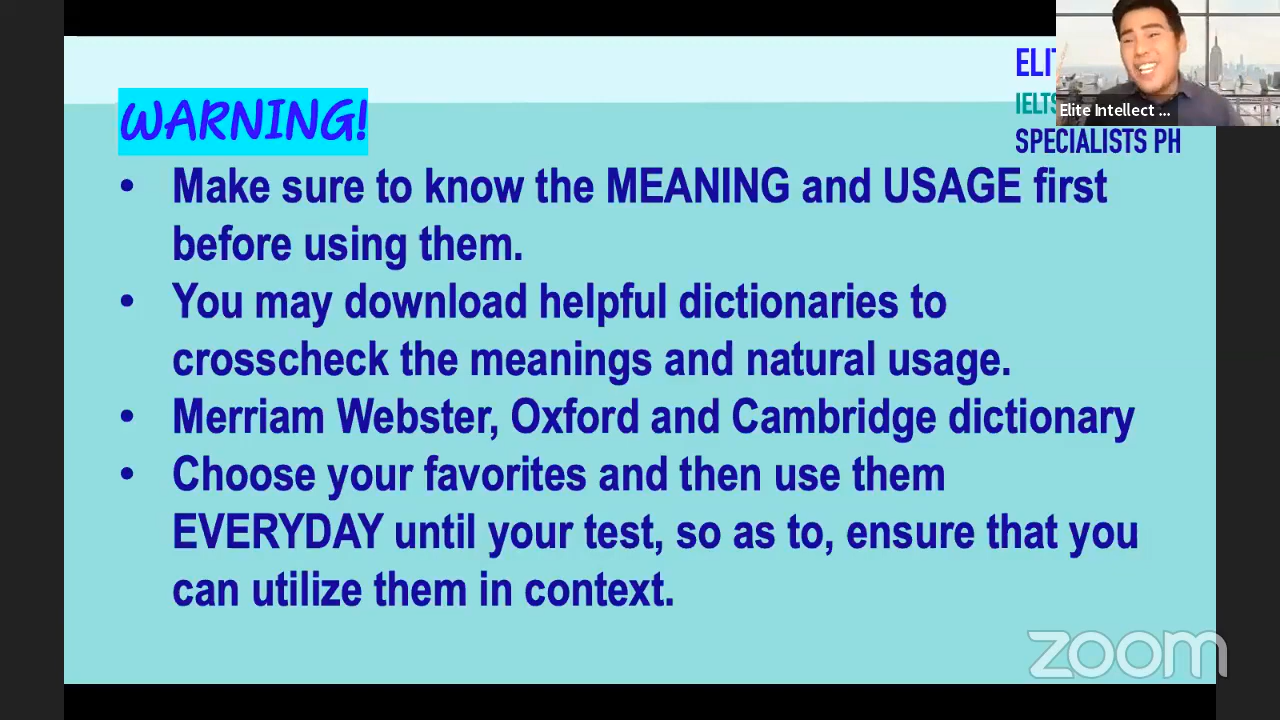 ELIT
IELTS
Elite Intellect ...
SPECIALISTS PH
WARNING!
• Make sure to know the MEANING and USAGE first
before using them.
• You may download helpful dictionaries to
crosscheck the meanings and natural usage.
• Merriam Webster, Oxford and Cambridge dictionary
• Choose your favorites and then use them
EVERYDAY until your test, so as to, ensure that you
can utilize them in context.
zoom